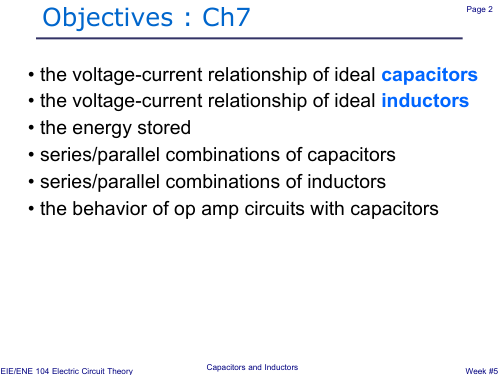 Objectives : Ch7
Page 2
• the voltage-current relationship of ideal capacitors
• the voltage-current relationship of ideal inductors
• the energy stored
• series/parallel combinations of capacitors
• series/parallel combinations of inductors
• the behavior of op amp circuits with capacitors
EIE/ENE 104 Electric Circuit Theory
Capacitors and Inductors
Week #5